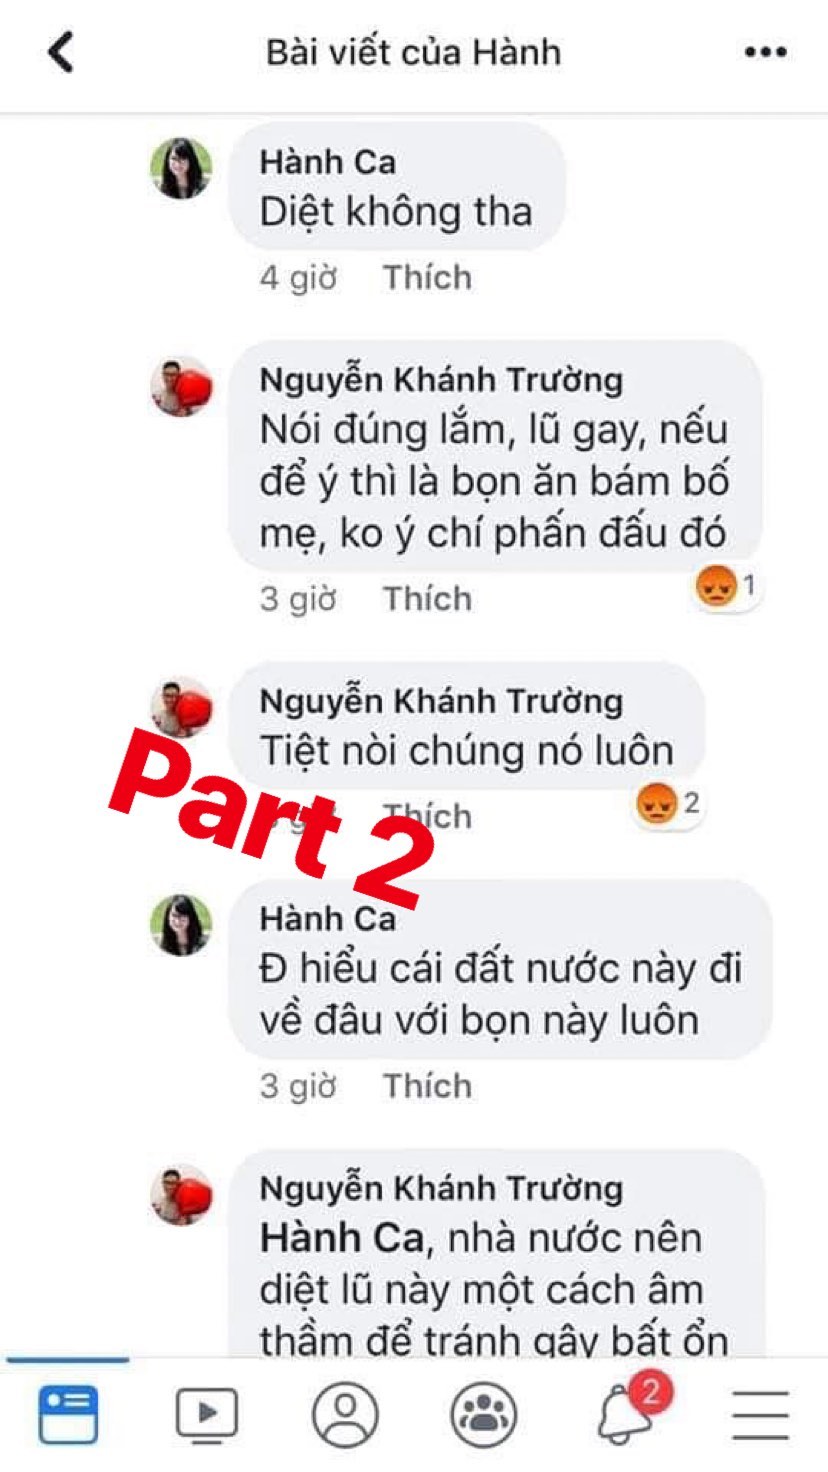 Bài viết của Hành
Hành Ca
Diệt không tha
4 giờ Thích
Nguyễn Khánh Trường
Nói đúng lắm, lũ gay, nếu
để ý thì là bọn ăn bám bố
mẹ, ko ý chí phấn đấu đó
3 giờ Thích
1
Nguyễn Khánh Trường
Tiệt nòi chúng nó luôn
Thích
2
Part 2
Hành Ca
Đ hiểu cái đất nước này đi
về đâu với bọn này luôn
3 giờ Thích
Nguyễn Khánh Trường
Hành Ca, nhà nước nên
diệt lũ này một cách âm
thầm để tránh gây bất ổn
2